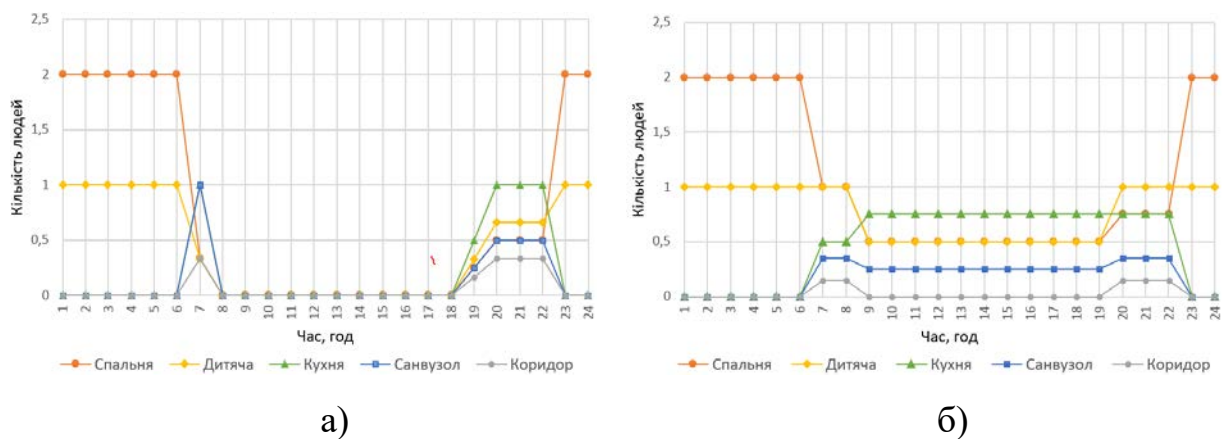 2,5
2
1,5
1
0,5
0
Кількість людей
1 2 3 4 5 6 7 8 9 10 11 12 13 14 15 16 17 18 19 20 21 22 23 24
Час, год
Спальня Дитяча Кухня Санвузол Коридор
а)
2,5
2
1,5
1
0,5
0
Кількість людей
1 2 3 4 5 6 7 8 9 10 11 12 13 14 15 16 17 18 19 20 21 22 23 24
Час, год
Спальня Дитяча Кухня Санвузол Коридор
б)